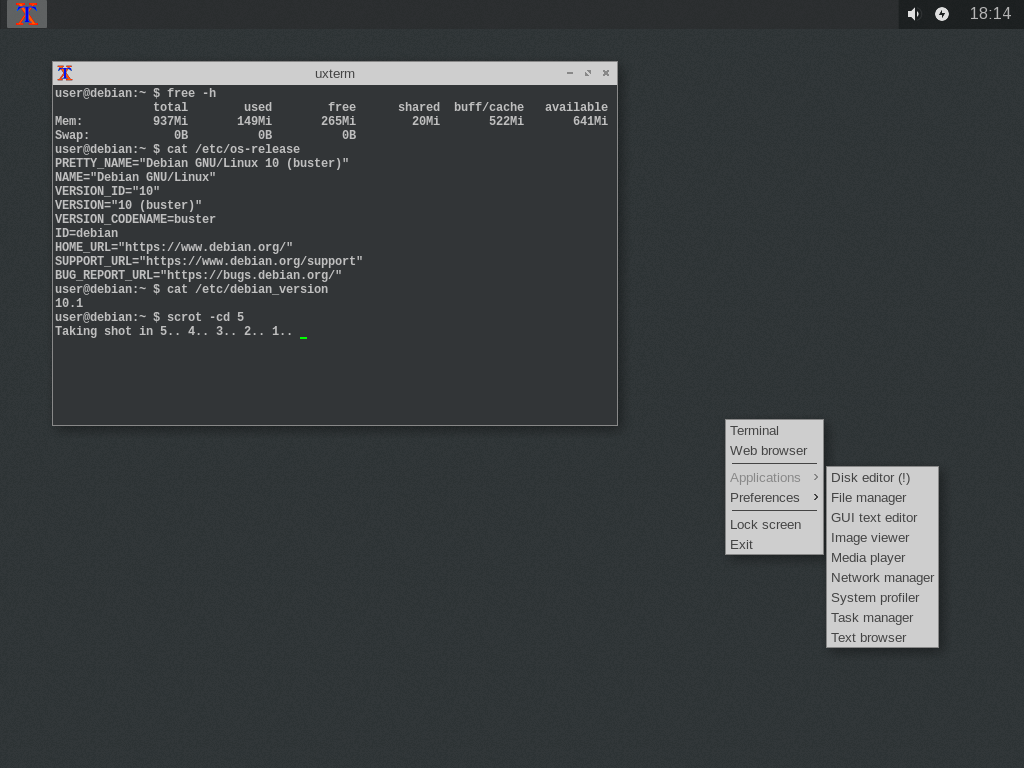 18:14
uxterm
user@debian:~ $ free -h
total used free shared buff/cache available
Mem: 937Mi 149Mi 265Mi 20Mi 522Mi 641Mi
Swap: 0B 0B 0B
user@debian:~ $ cat /etc/os-release
PRETTY_NAME="Debian GNU/Linux 10 (buster)"
NAME="Debian GNU/Linux"
VERSION_ID="10"
VERSION="10 (buster)"
VERSION_CODENAME=buster
ID=debian
HOME_URL="https://www.debian.org/"
SUPPORT_URL="https://www.debian.org/support"
BUG_REPORT_URL="https://bugs.debian.org/"
user@debian:~ $ cat /etc/debian_version
10.1
user@debian:~ $ scrot -cd 5
Taking shot in 5.. 4.. 3.. 2.. 1..
Terminal
Web browser
Applications
Preferences
Lock screen
Exit
Disk editor (!)
File manager
GUI text editor
Image viewer
Media player
Network manager
System profiler
Task manager
Text browser